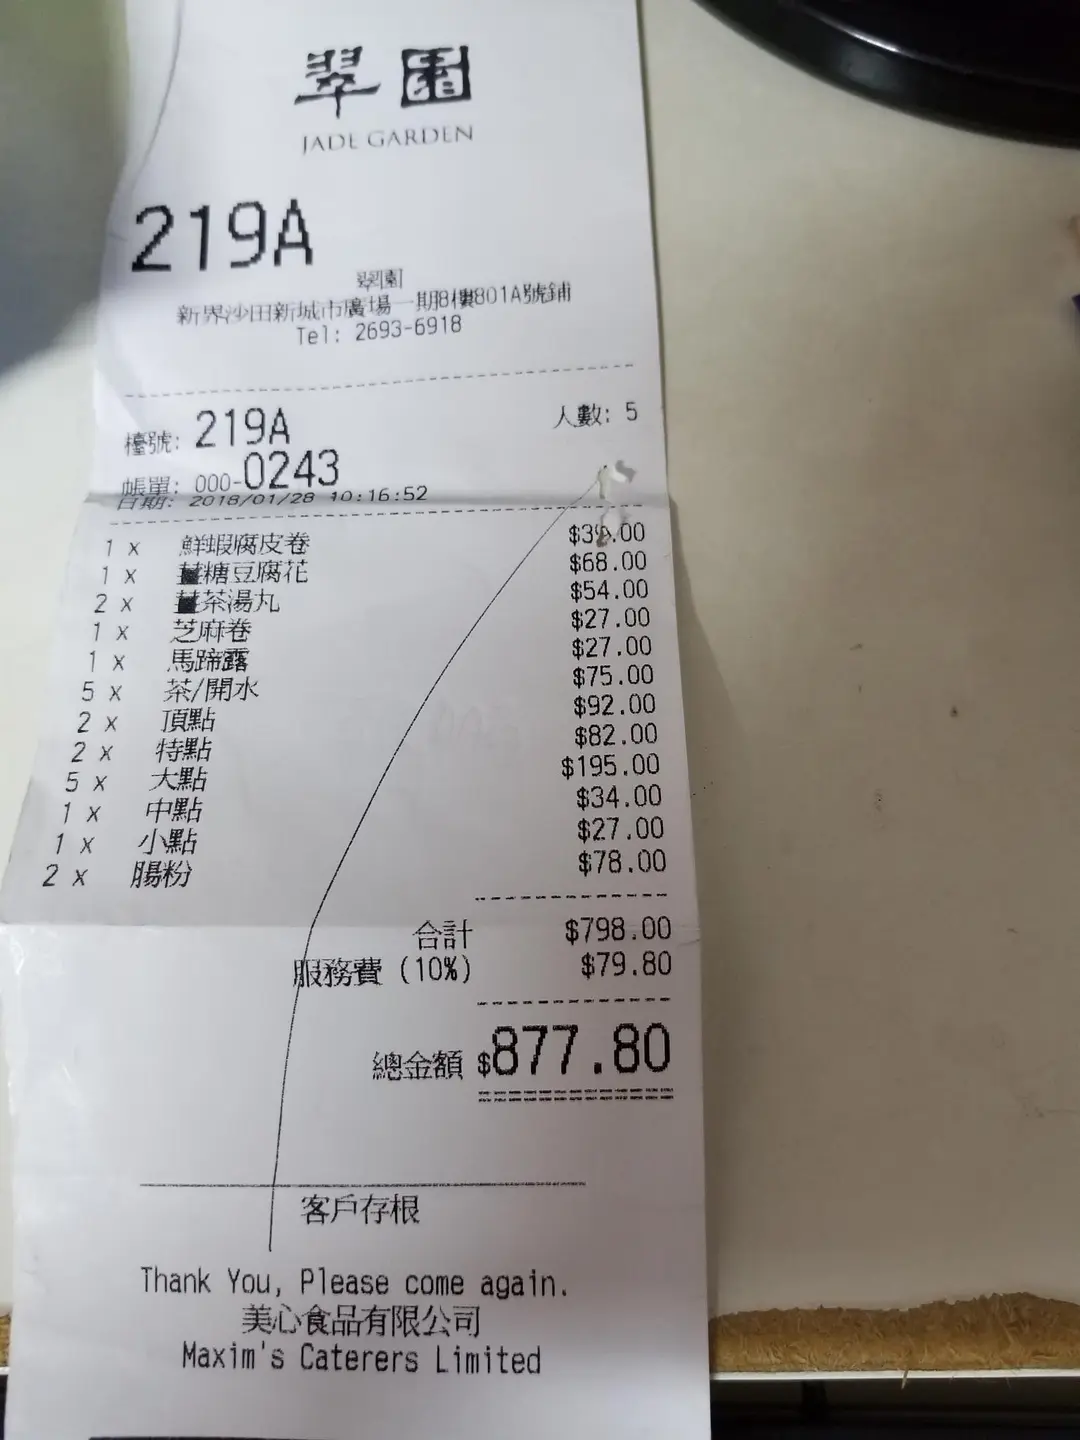 翠園
JADE GARDEN
219A
翠園
新界沙田新城市廣場一期8樓801A號鋪
Tel: 2693-6918
檯號: 219A 人數: 5
帳單: 000-0243
日期: 2018/01/28 10:16:52
1 x 鮮蝦腐皮卷 $39.00
1 x 薑糖豆腐花 $68.00
2 x 薑茶湯丸 $54.00
1 x 芝麻卷 $27.00
1 x 馬蹄露 $27.00
5 x 茶/開水 $75.00
2 x 頂點 $92.00
2 x 特點 $82.00
5 x 大點 $195.00
1 x 中點 $34.00
1 x 小點 $27.00
2 x 腸粉 $78.00
合計 $798.00
服務費 (10%) $79.80
總金額 $877.80
客戶存根
Thank You, Please come again.
美心食品有限公司
Maxim's Caterers Limited